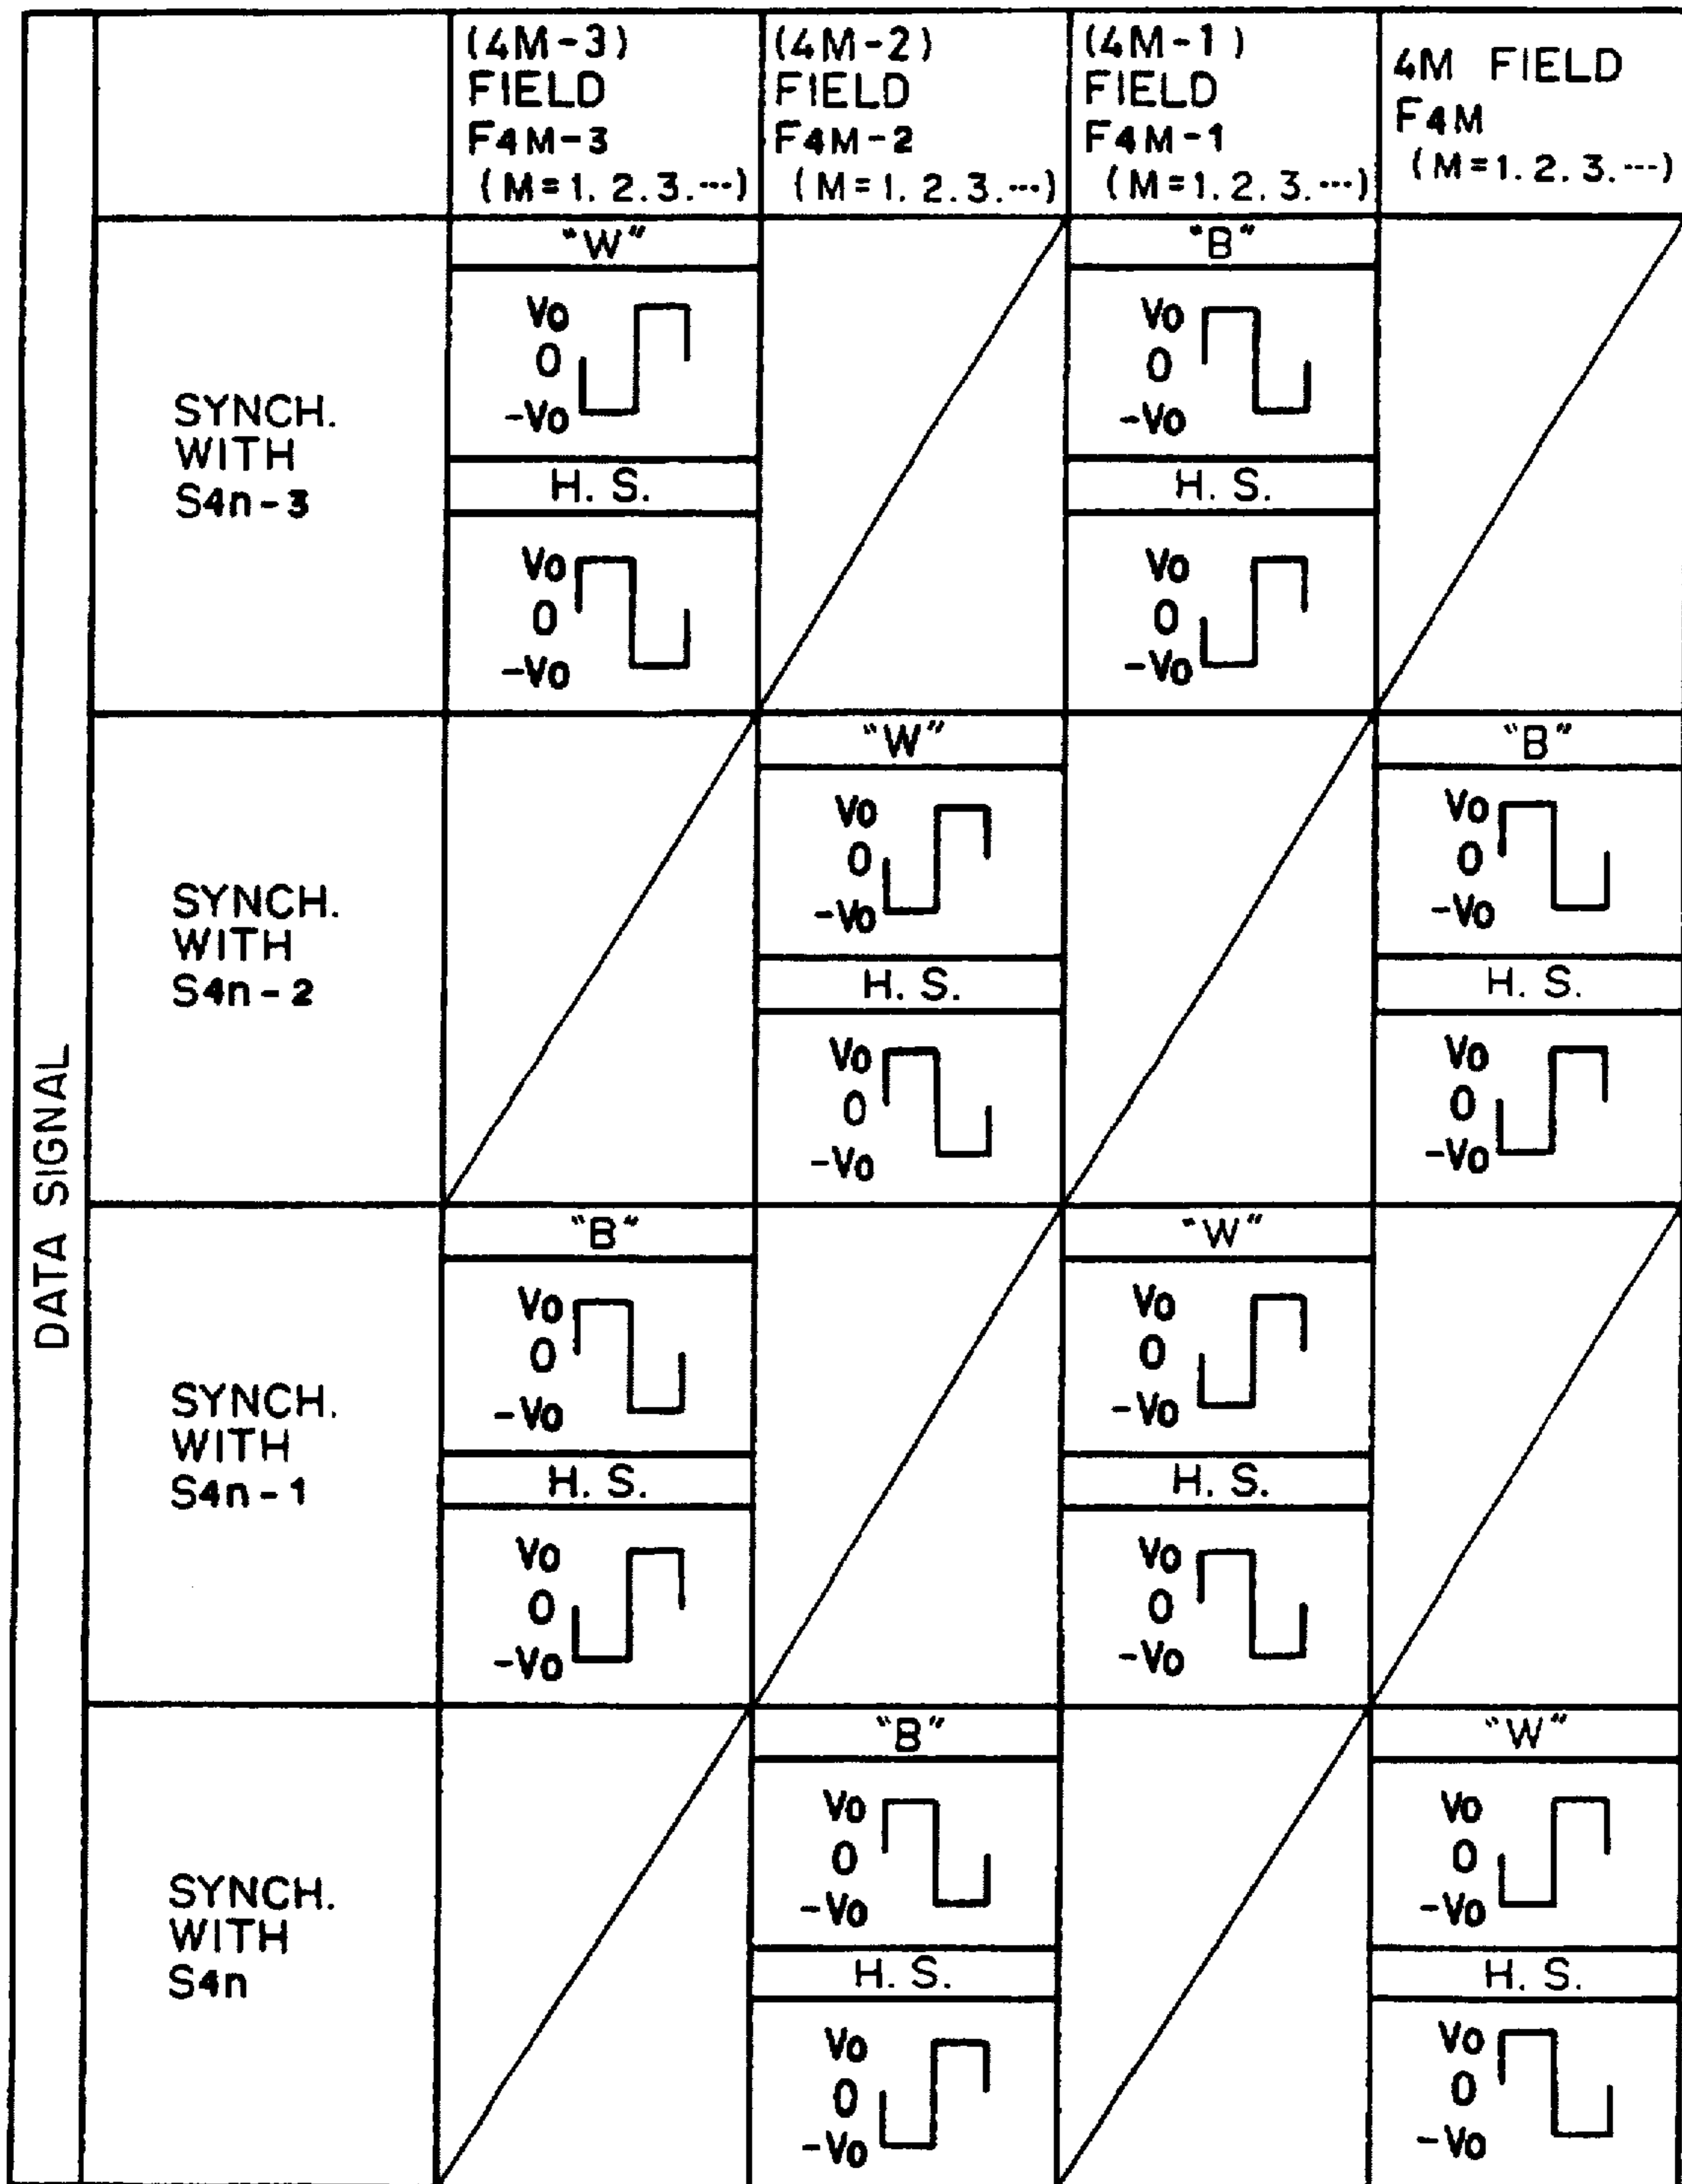 (4M-3)
FIELD
F4M-3
(M=1.2.3.---)
(4M-2)
FIELD
F4M-2
(M=1.2.3.---)
(4M-1)
FIELD
F4M-1
(M=1.2.3.---)
4M FIELD
F4M
(M=1.2.3.---)
DATA SIGNAL
SYNCH.
WITH
S4n-3
"W"
Vo
0
-Vo
H.S.
Vo
0
-Vo
"B"
Vo
0
-Vo
H.S.
Vo
0
-Vo
SYNCH.
WITH
S4n-2
"W"
Vo
0
-Vo
H.S.
Vo
0
-Vo
"B"
Vo
0
-Vo
H.S.
Vo
0
-Vo
SYNCH.
WITH
S4n-1
"B"
Vo
0
-Vo
H.S.
Vo
0
-Vo
"W"
Vo
0
-Vo
H.S.
Vo
0
-Vo
SYNCH.
WITH
S4n
"B"
Vo
0
-Vo
H.S.
Vo
0
-Vo
"W"
Vo
0
-Vo
H.S.
Vo
0
-Vo